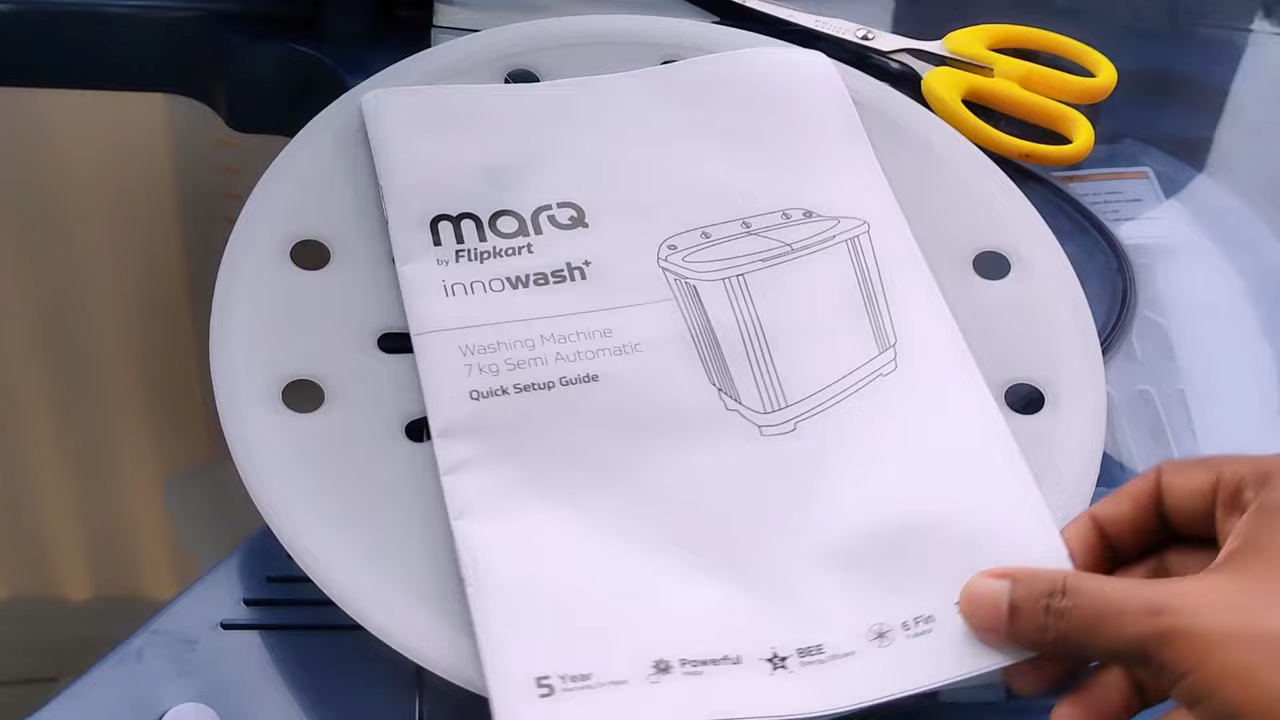 marQ
by Flipkart
innowash+
Washing Machine
7 kg Semi Automatic
Quick Setup Guide
5 Year
Powerful
BEE
6 Fin